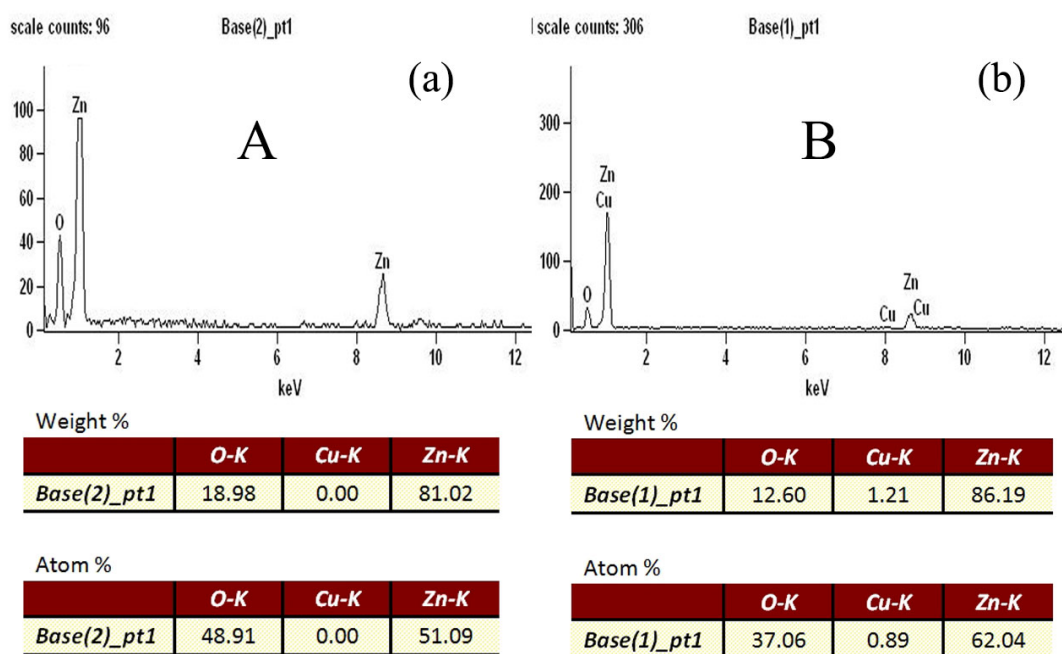 scale counts: 96 Base(2)_pt1
(a)
A
100
80
60
40
20
0
O
Zn
Zn
2 4 6 8 10 12
keV
Weight %
O-K Cu-K Zn-K
Base(2)_pt1 18.98 0.00 81.02
Atom %
O-K Cu-K Zn-K
Base(2)_pt1 48.91 0.00 51.09
l scale counts: 306 Base(1)_pt1
(b)
B
300
200
100
0
O
Zn
Cu
Zn
Cu Cu
2 4 6 8 10 12
keV
Weight %
O-K Cu-K Zn-K
Base(1)_pt1 12.60 1.21 86.19
Atom %
O-K Cu-K Zn-K
Base(1)_pt1 37.06 0.89 62.04